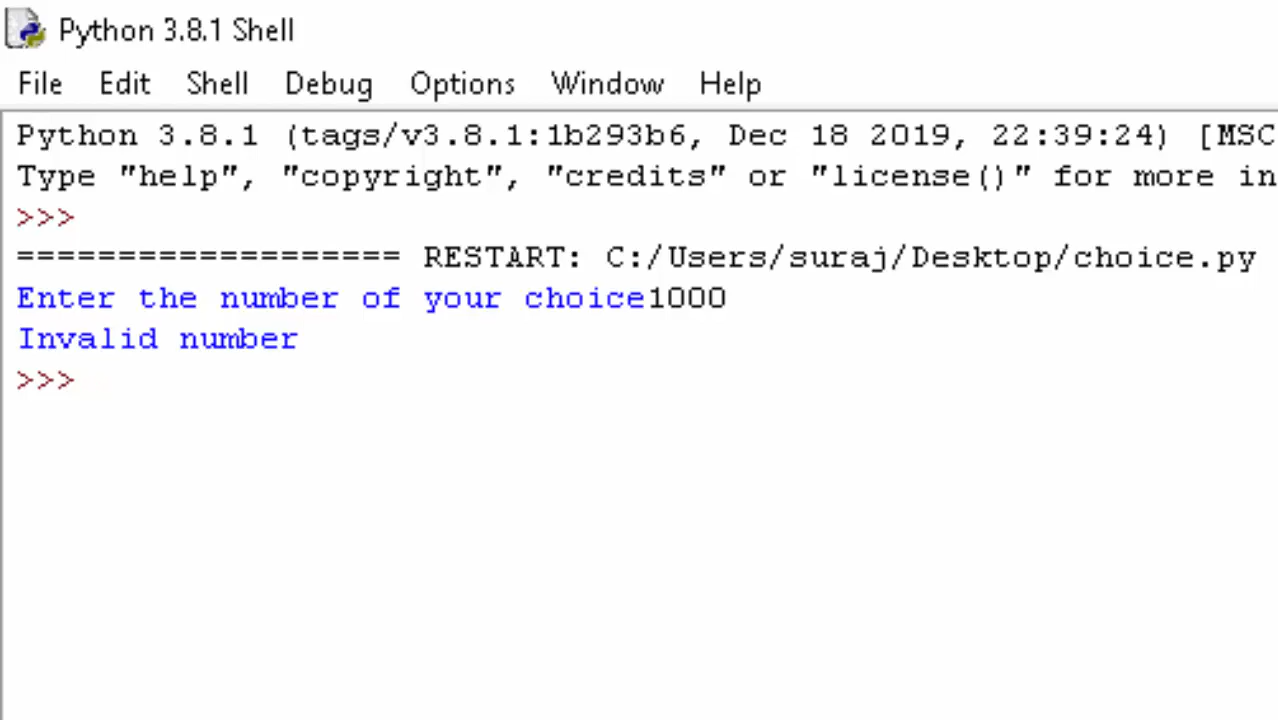 Python 3.8.1 Shell
File Edit Shell Debug Options Window Help
Python 3.8.1 (tags/v3.8.1:1b293b6, Dec 18 2019, 22:39:24) [MSC
Type "help", "copyright", "credits" or "license()" for more in
>>>
=================== RESTART: C:/Users/suraj/Desktop/choice.py
Enter the number of your choice1000
Invalid number
>>>